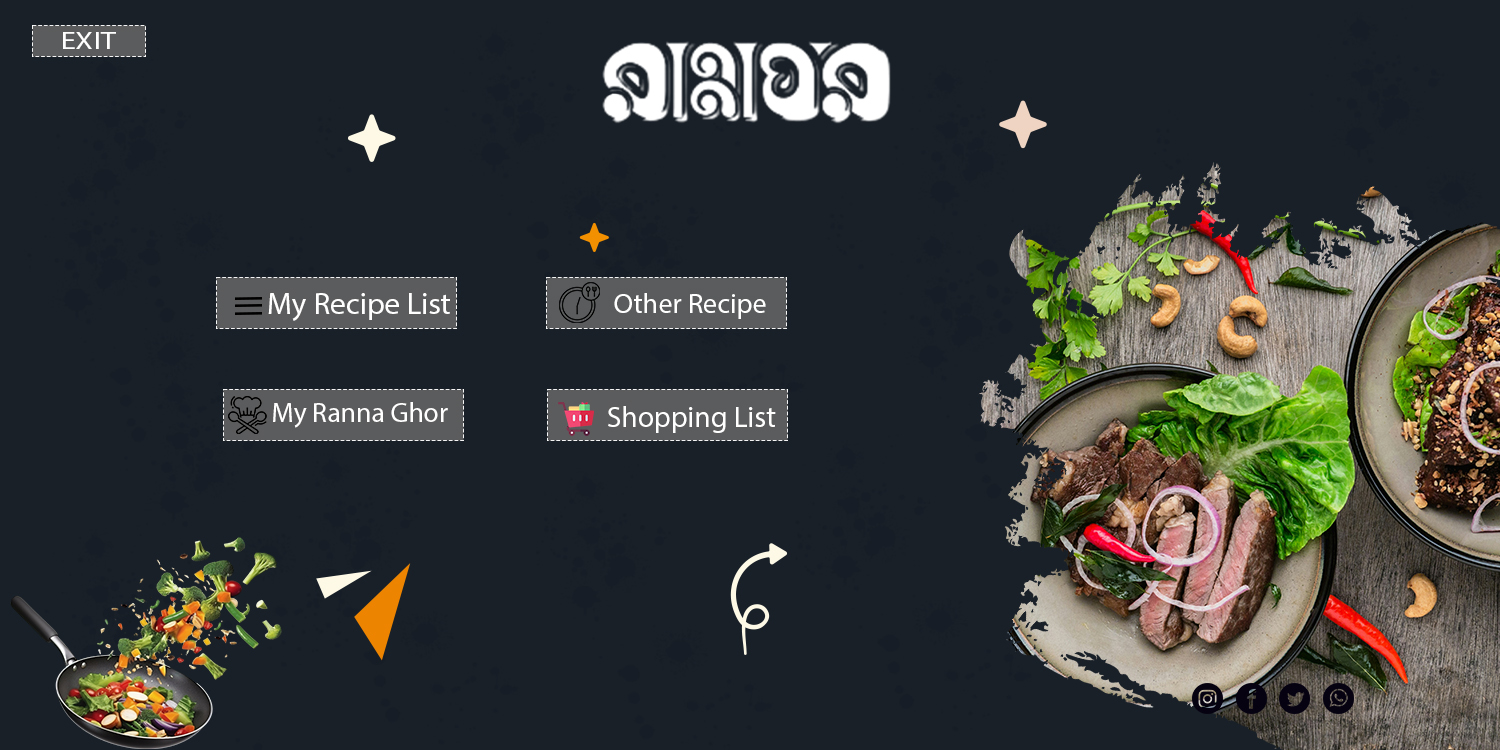 EXIT
রান্নাঘর
My Recipe List
Other Recipe
My Ranna Ghor
Shopping List